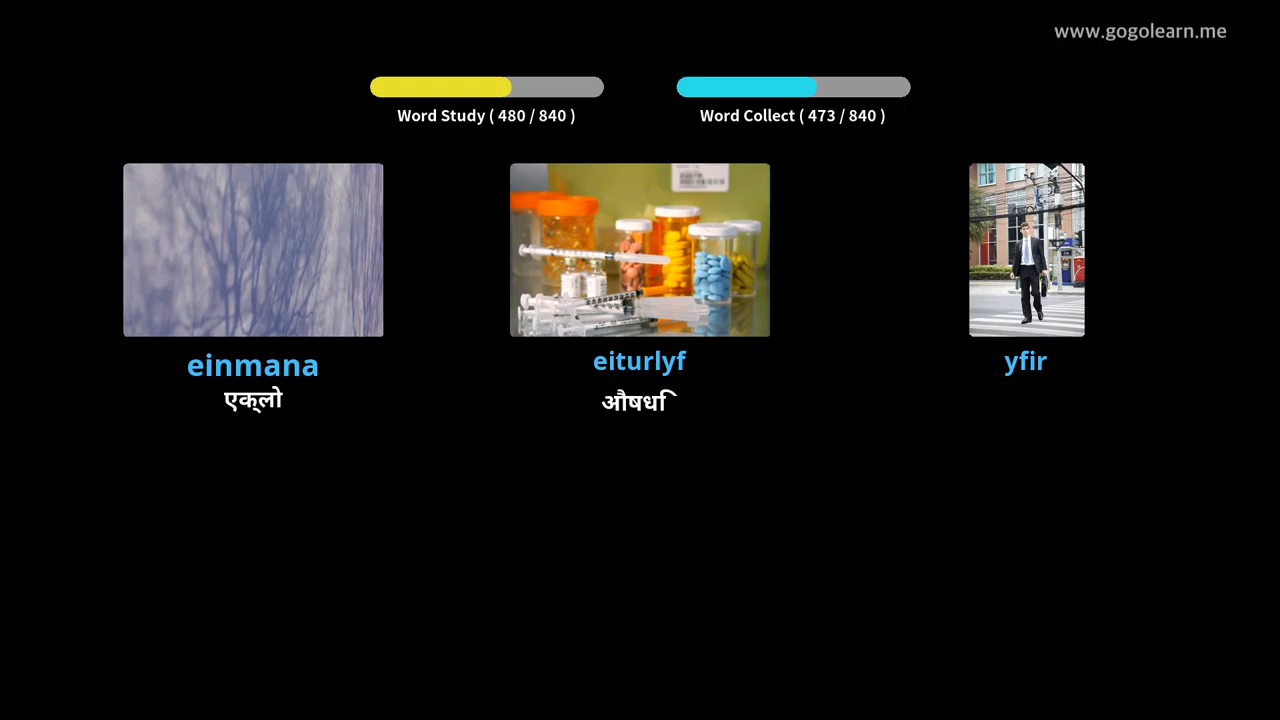 www.gogolearn.me
Word Study ( 480 / 840 )
Word Collect ( 473 / 840 )
einmana
eiturlyf
yfir
एक्लो
औषधि